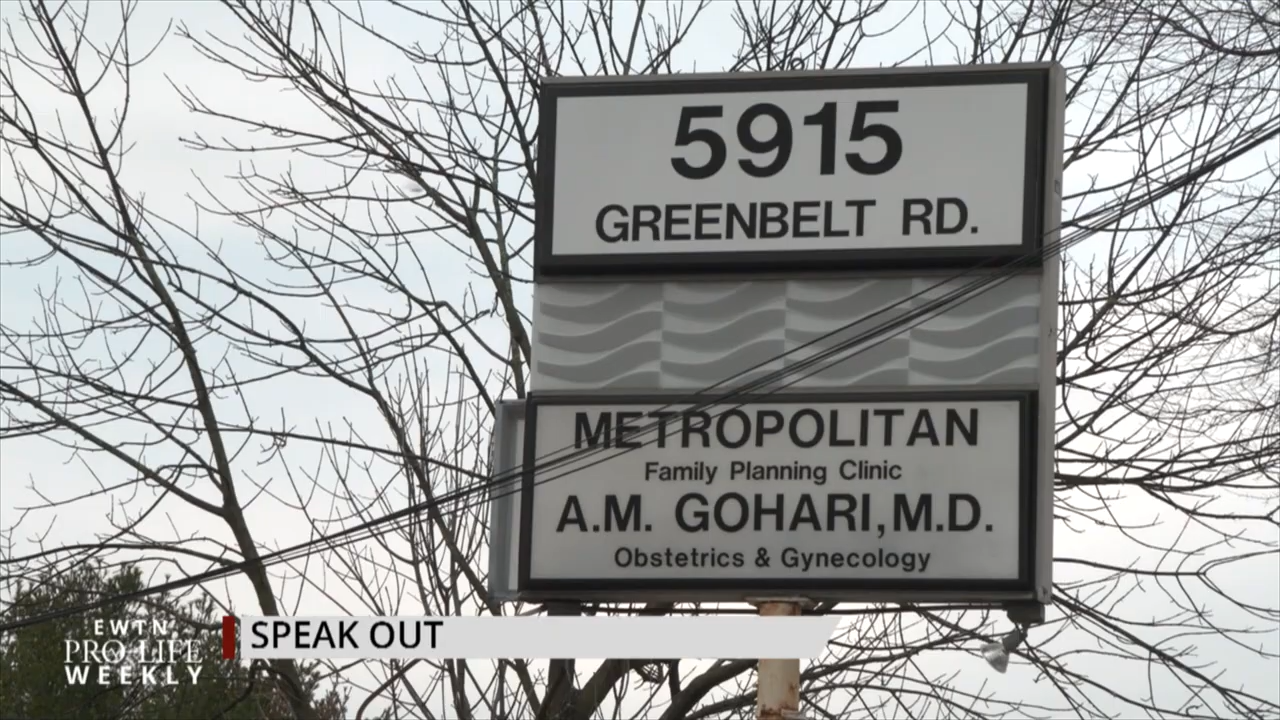 5915
GREENBELT RD.
METROPOLITAN
Family Planning Clinic
A.M. GOHARI, M.D.
Obstetrics & Gynecology
EWTN
PRO-LIFE
WEEKLY
SPEAK OUT